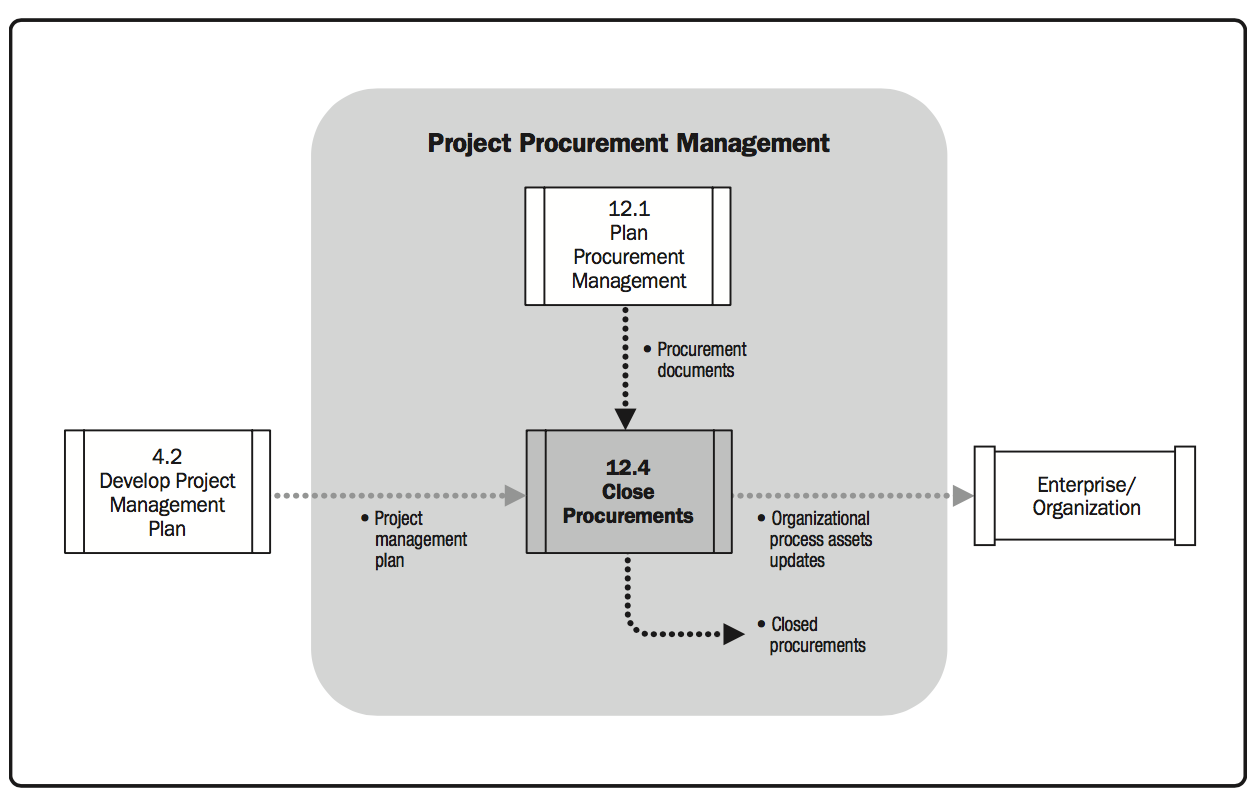 Project Procurement Management
12.1
Plan
Procurement
Management
• Procurement
documents
4.2
Develop Project
Management
Plan
• Project
management
plan
12.4
Close
Procurements
• Organizational
process assets
updates
Enterprise/
Organization
• Closed
procurements